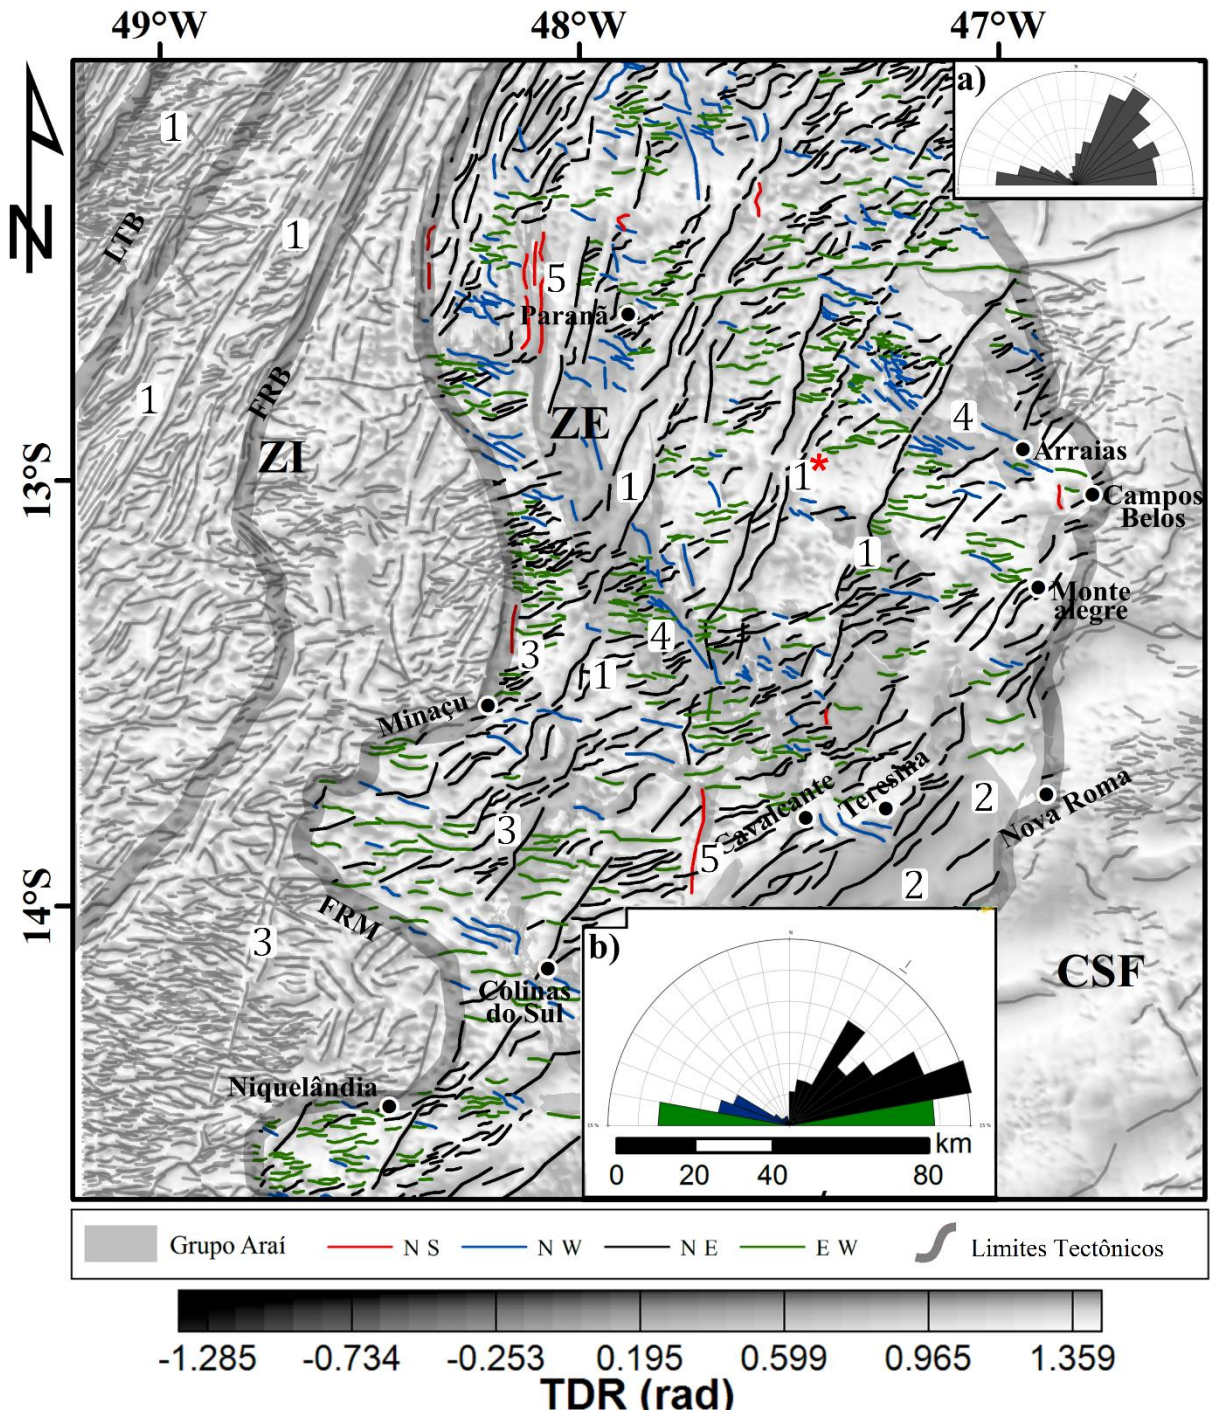 49°W 48°W 47°W
a)
N
1
LTB
1
5
Paranã
1
FRB
ZI
ZE
4
Arraias
13°S
1
1*
Campos
Belos
1
Monte
alegre
4
3
1
Minaçu
Teresina
Cavalcante
2
Nova Roma
3
5
2
14°S
FRM
3
b)
N
CSF
Colinas
do Sul
Niquelândia
15 %
15 %
km
0 20 40 80
Grupo Araí N S N W N E E W Limites Tectônicos
-1.285 -0.734 -0.253 0.195 0.599 0.965 1.359
TDR (rad)